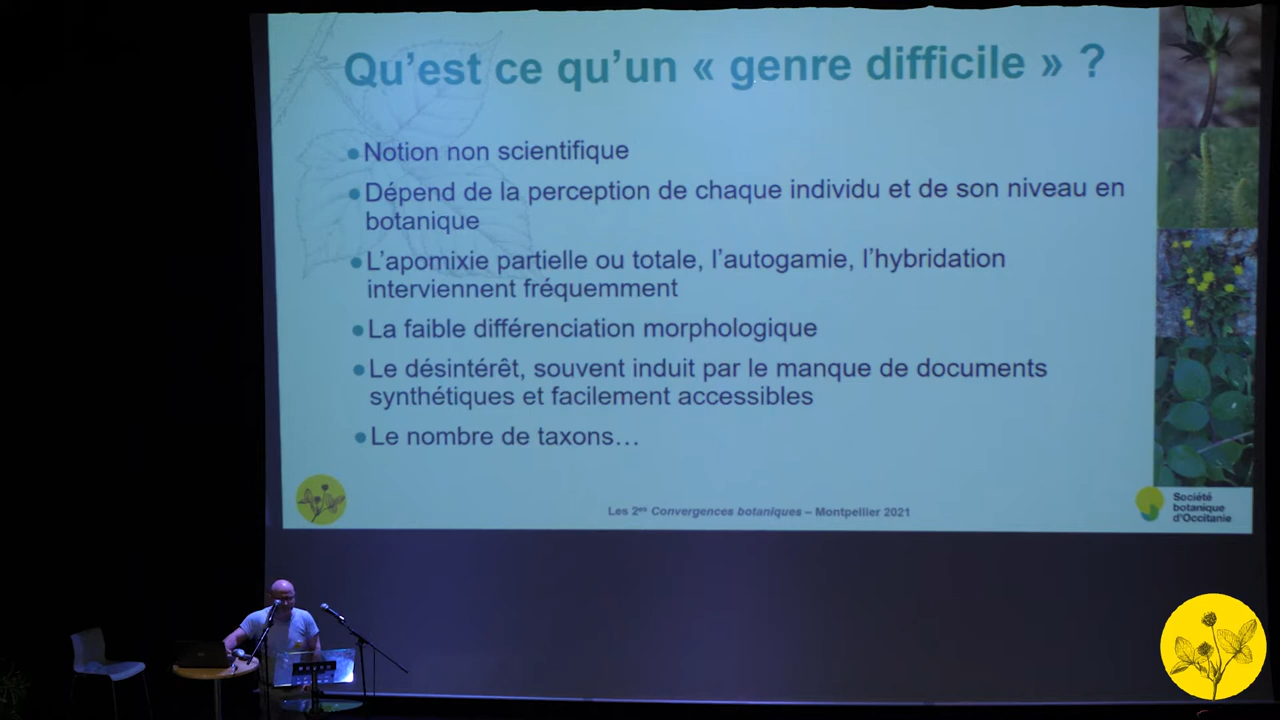 Qu'est ce qu'un « genre difficile » ?
● Notion non scientifique
● Dépend de la perception de chaque individu et de son niveau en
botanique
● L'apomixie partielle ou totale, l'autogamie, l'hybridation
interviennent fréquemment
● La faible différenciation morphologique
● Le désintérêt, souvent induit par le manque de documents
synthétiques et facilement accessibles
● Le nombre de taxons…
Les 2es Convergences botaniques – Montpellier 2021
Société
botanique
d'Occitanie